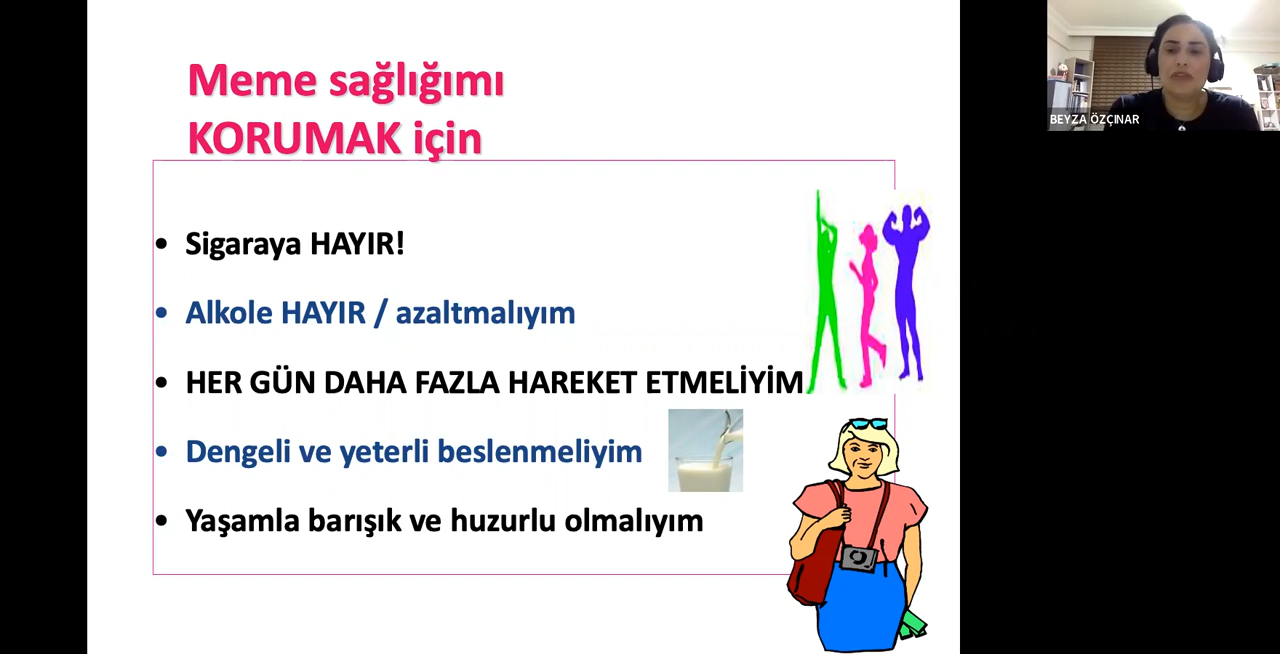 Meme sağlığımı
KORUMAK için
• Sigaraya HAYIR!
• Alkole HAYIR / azaltmalıyım
• HER GÜN DAHA FAZLA HAREKET ETMELİYİM
• Dengeli ve yeterli beslenmeliyim
• Yaşamla barışık ve huzurlu olmalıyım
BEYZA ÖZÇINAR